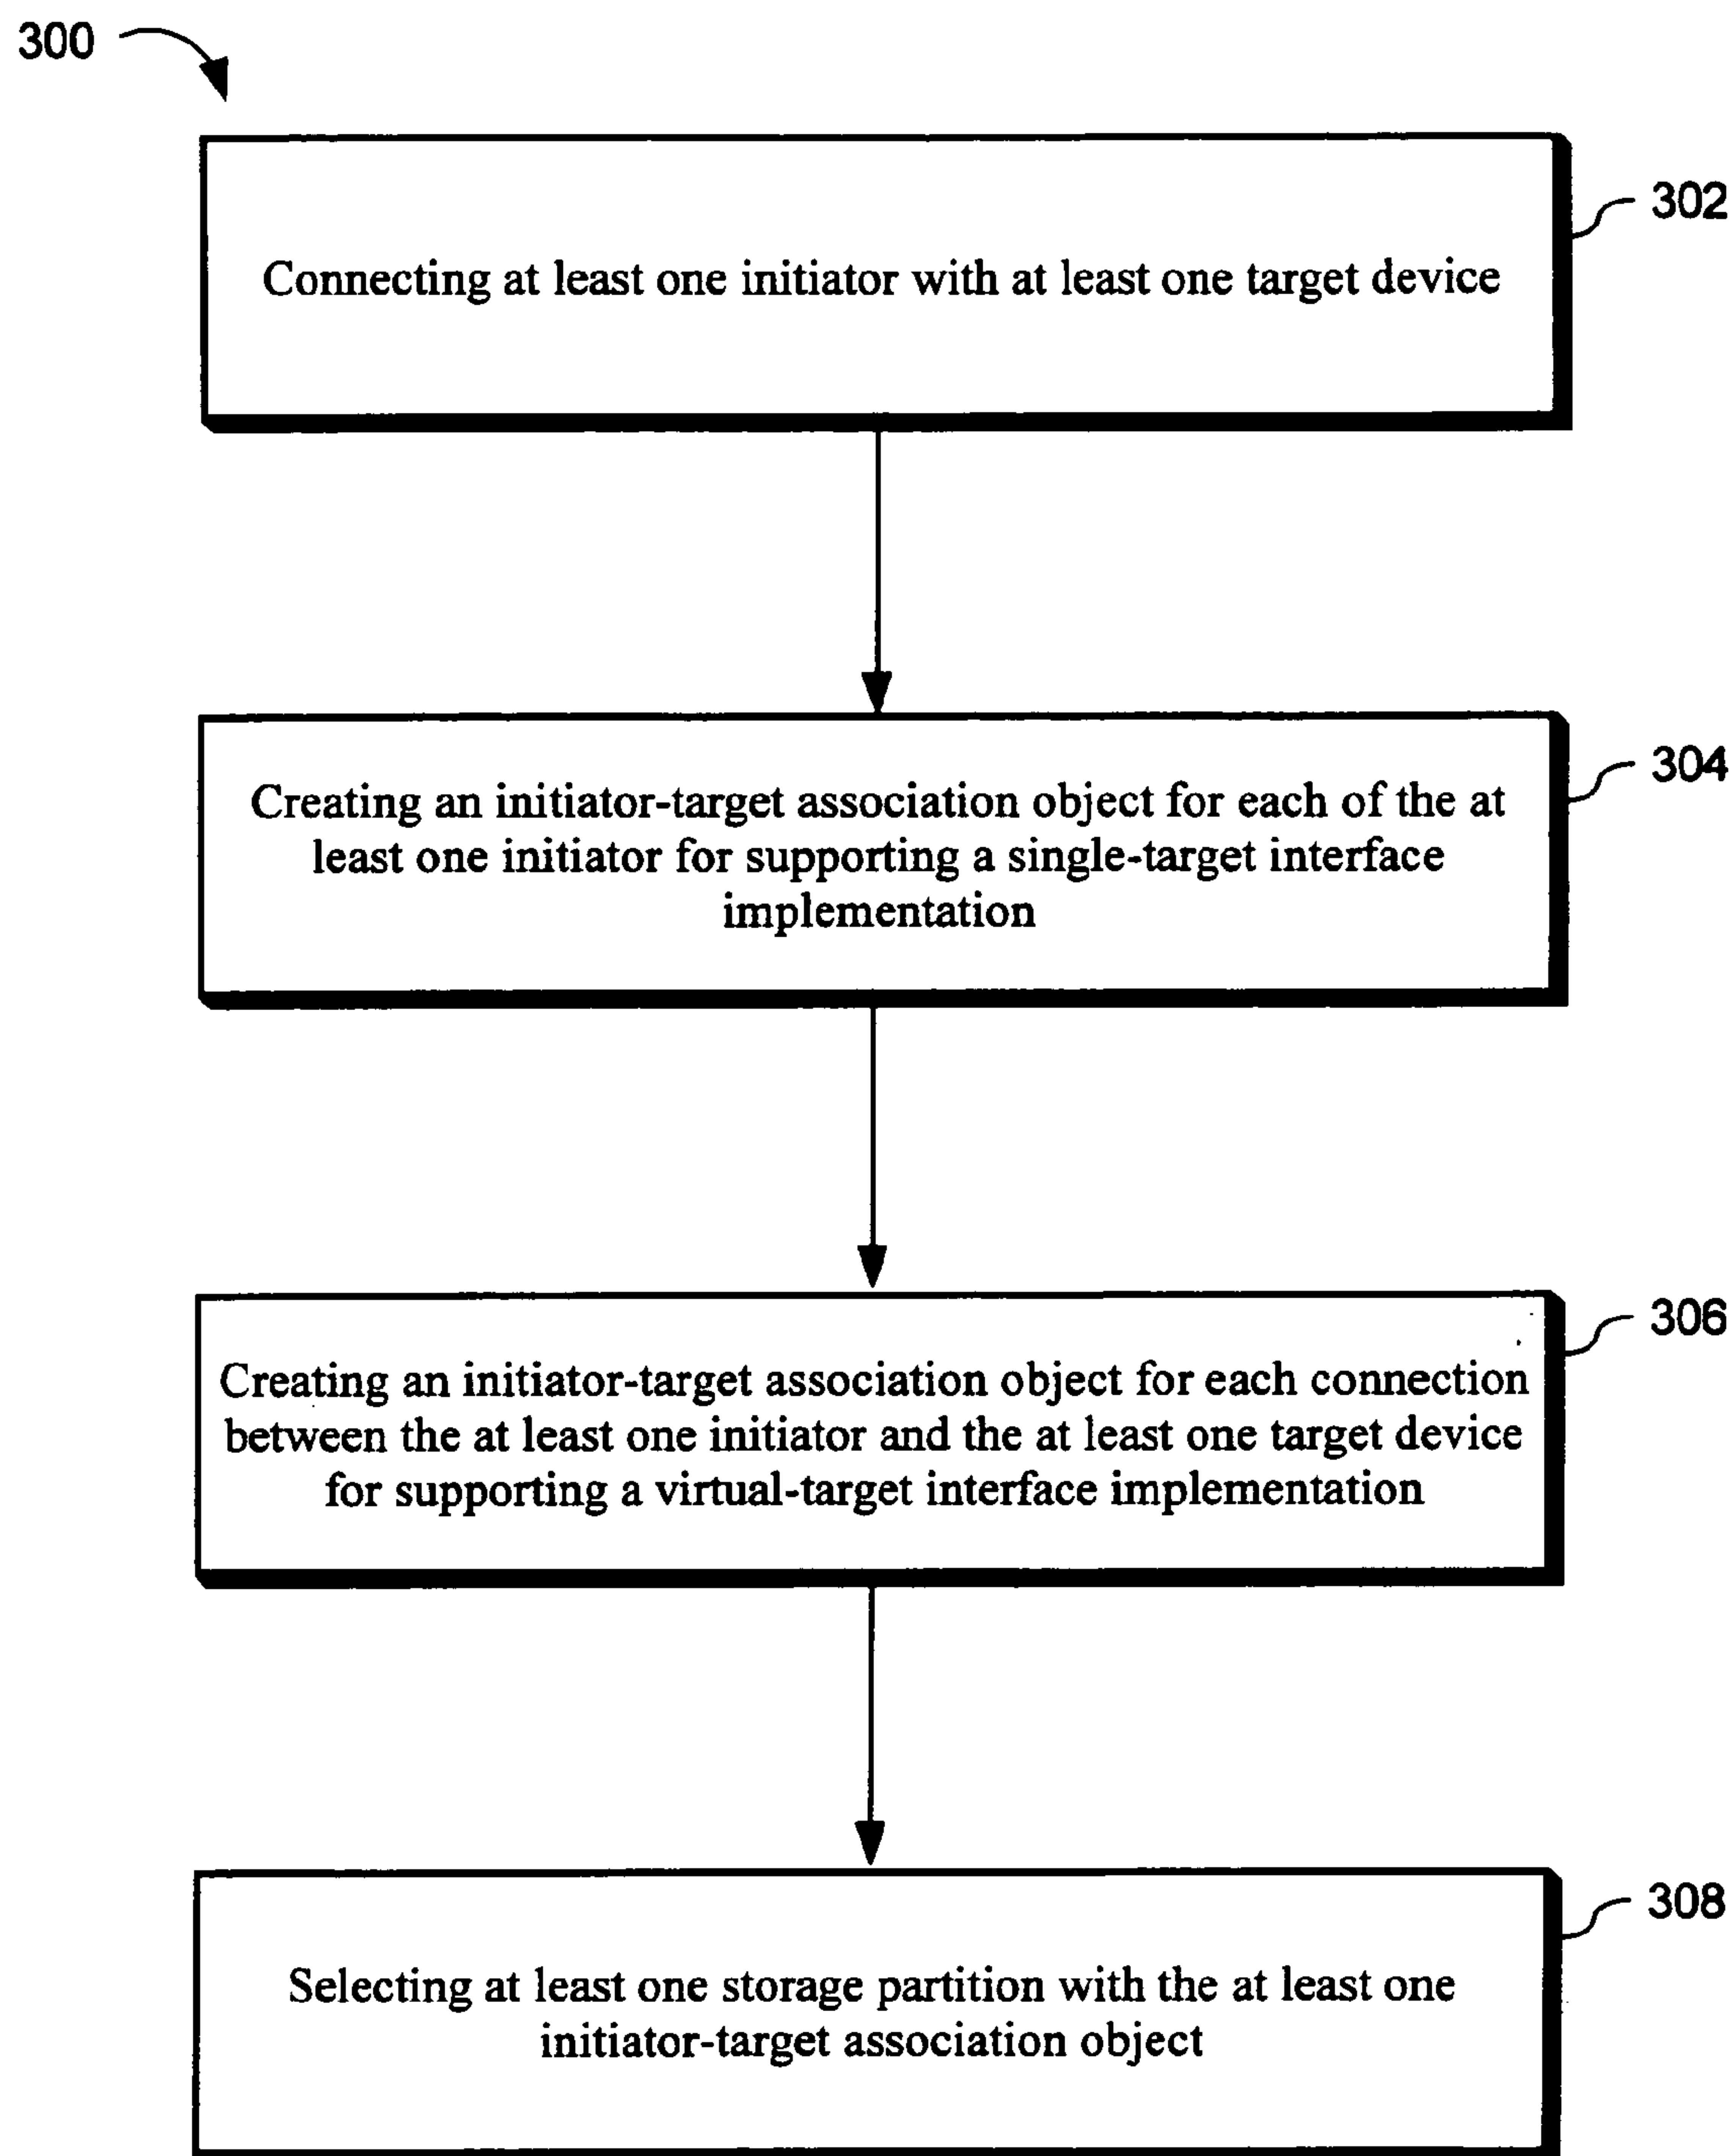 300
302
Connecting at least one initiator with at least one target device
304
Creating an initiator-target association object for each of the at
least one initiator for supporting a single-target interface
implementation
306
Creating an initiator-target association object for each connection
between the at least one initiator and the at least one target device
for supporting a virtual-target interface implementation
308
Selecting at least one storage partition with the at least one
initiator-target association object